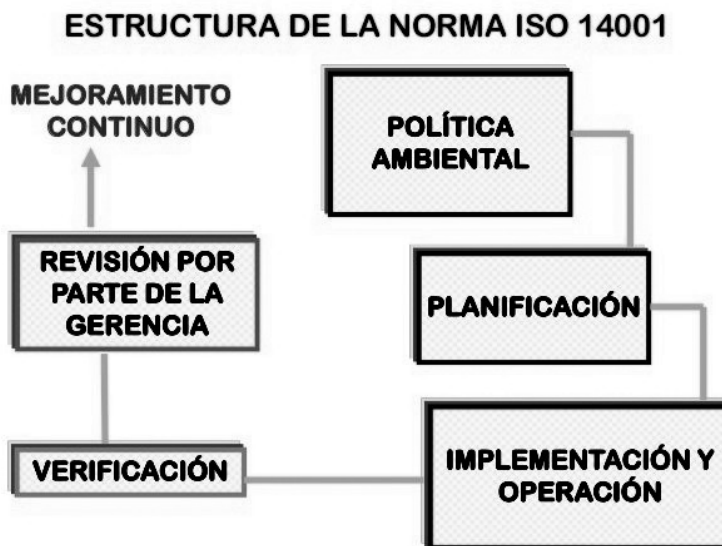 ESTRUCTURA DE LA NORMA ISO 14001
MEJORAMIENTO
CONTINUO
POLÍTICA
AMBIENTAL
REVISIÓN POR
PARTE DE LA
GERENCIA
PLANIFICACIÓN
VERIFICACIÓN
IMPLEMENTACIÓN Y
OPERACIÓN